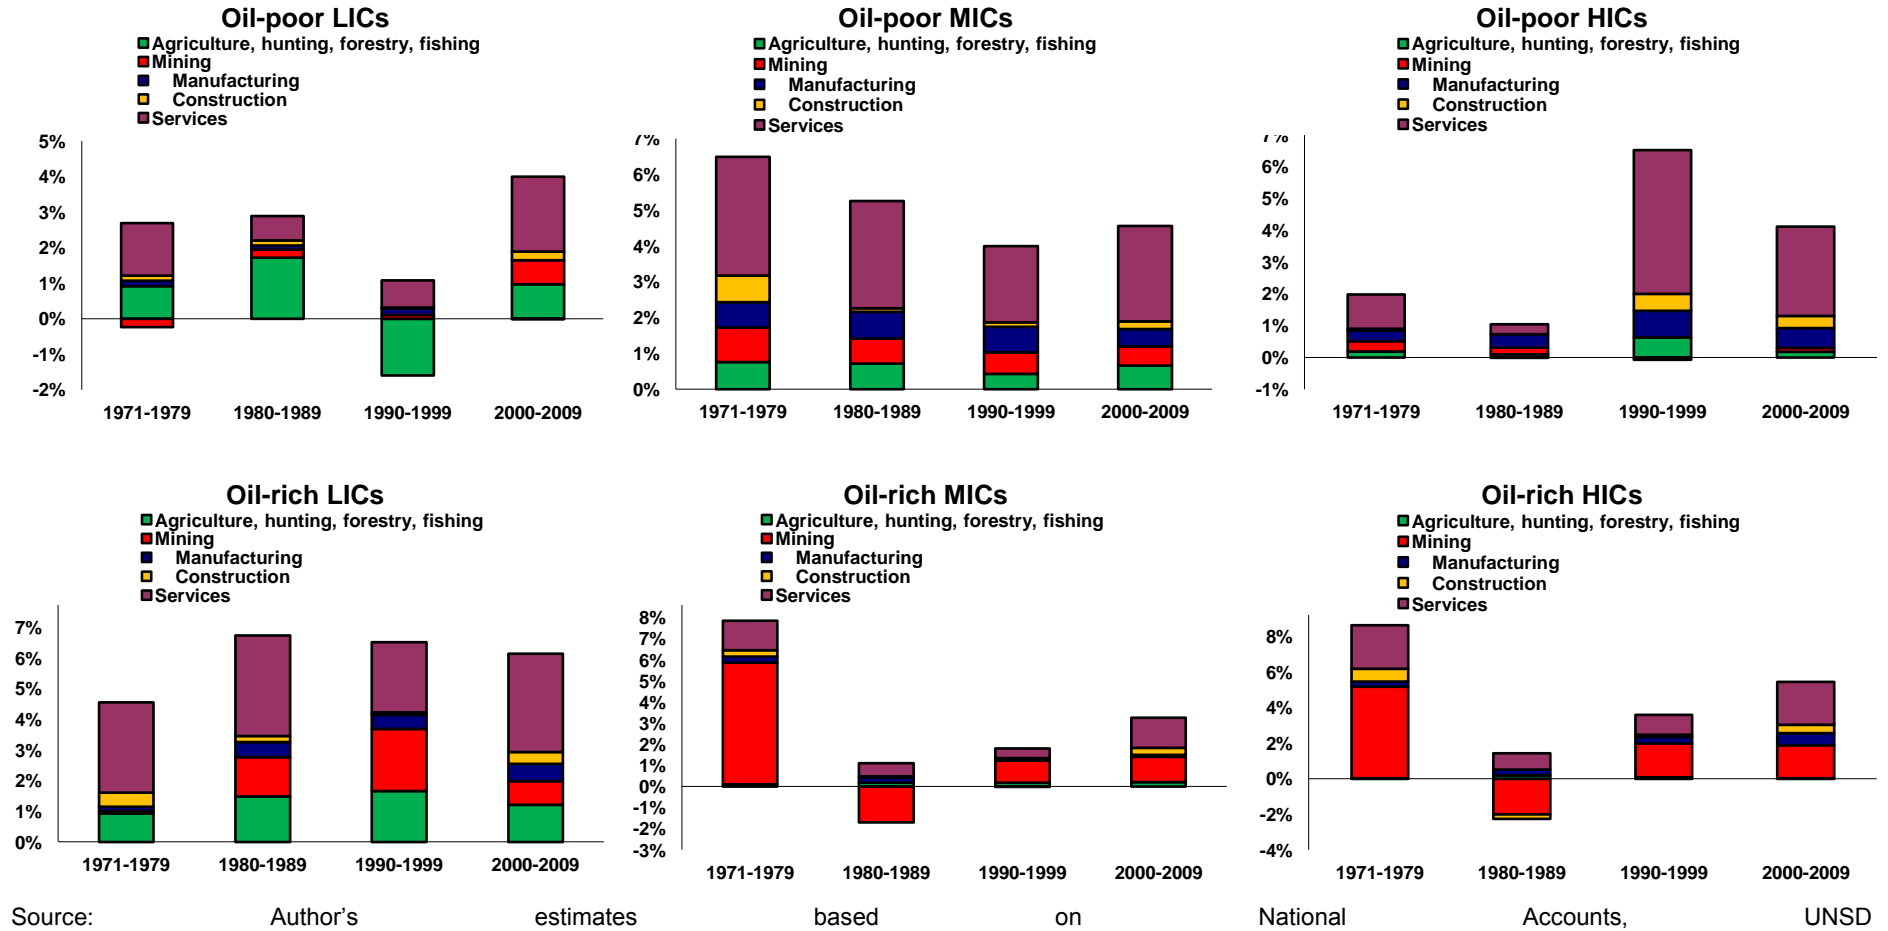 Oil-poor LICs
Agriculture, hunting, forestry, fishing
Mining
Manufacturing
Construction
Services
5%
4%
3%
2%
1%
0%
-1%
-2%
1971-1979 1980-1989 1990-1999 2000-2009
Oil-poor MICs
Agriculture, hunting, forestry, fishing
Mining
Manufacturing
Construction
Services
7%
6%
5%
4%
3%
2%
1%
0%
1971-1979 1980-1989 1990-1999 2000-2009
Oil-poor HICs
Agriculture, hunting, forestry, fishing
Mining
Manufacturing
Construction
Services
7%
6%
5%
4%
3%
2%
1%
0%
-1%
1971-1979 1980-1989 1990-1999 2000-2009
Oil-rich LICs
Agriculture, hunting, forestry, fishing
Mining
Manufacturing
Construction
Services
7%
6%
5%
4%
3%
2%
1%
0%
1971-1979 1980-1989 1990-1999 2000-2009
Oil-rich MICs
Agriculture, hunting, forestry, fishing
Mining
Manufacturing
Construction
Services
8%
7%
6%
5%
4%
3%
2%
1%
0%
-1%
-2%
-3%
1971-1979 1980-1989 1990-1999 2000-2009
Oil-rich HICs
Agriculture, hunting, forestry, fishing
Mining
Manufacturing
Construction
Services
8%
6%
4%
2%
0%
-2%
-4%
1971-1979 1980-1989 1990-1999 2000-2009
Source: Author's estimates based on National Accounts, UNSD